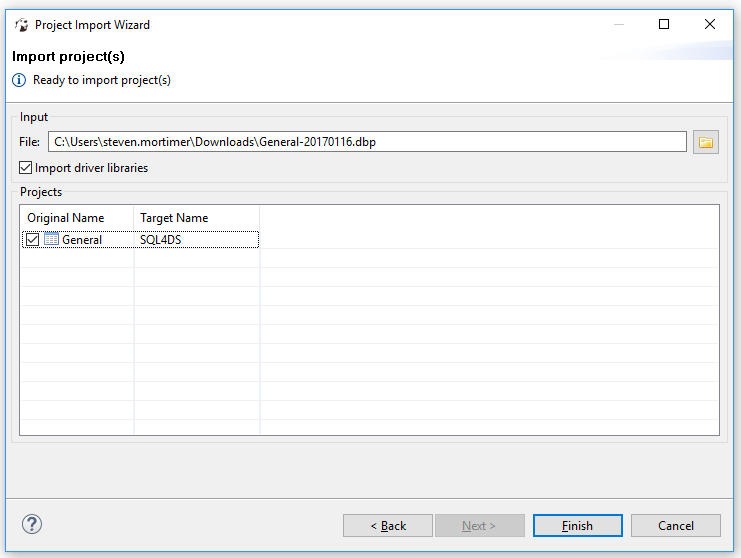 Project Import Wizard
Import project(s)
Ready to import project(s)
Input
File: C:\Users\steven.mortimer\Downloads\General-20170116.dbp
Import driver libraries
Projects
Original Name Target Name
General SQL4DS
? < Back Next > Finish Cancel